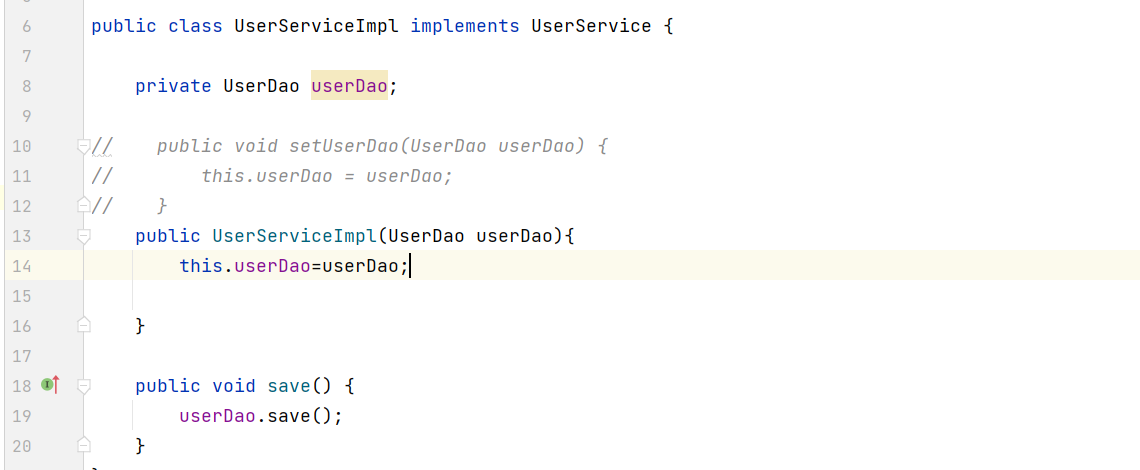 6 public class UserServiceImpl implements UserService {
7
8 private UserDao userDao;
9
10 // public void setUserDao(UserDao userDao) {
11 // this.userDao = userDao;
12 // }
13 public UserServiceImpl(UserDao userDao){
14 this.userDao=userDao;
15
16 }
17
18 public void save() {
19 userDao.save();
20 }